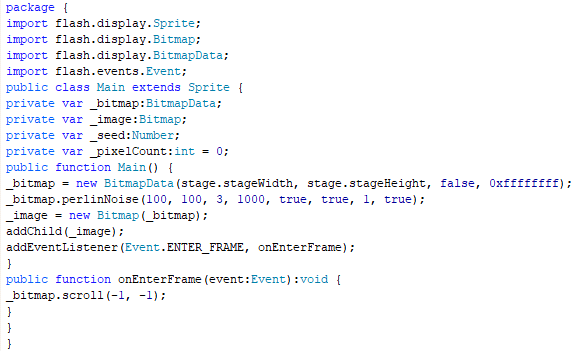 package {
import flash.display.Sprite;
import flash.display.Bitmap;
import flash.display.BitmapData;
import flash.events.Event;
public class Main extends Sprite {
private var _bitmap:BitmapData;
private var _image:Bitmap;
private var _seed:Number;
private var _pixelCount:int = 0;
public function Main() {
_bitmap = new BitmapData(stage.stageWidth, stage.stageHeight, false, 0xffffffff);
_bitmap.perlinNoise(100, 100, 3, 1000, true, true, 1, true);
_image = new Bitmap(_bitmap);
addChild(_image);
addEventListener(Event.ENTER_FRAME, onEnterFrame);
}
public function onEnterFrame(event:Event):void {
_bitmap.scroll(-1, -1);
}
}
}